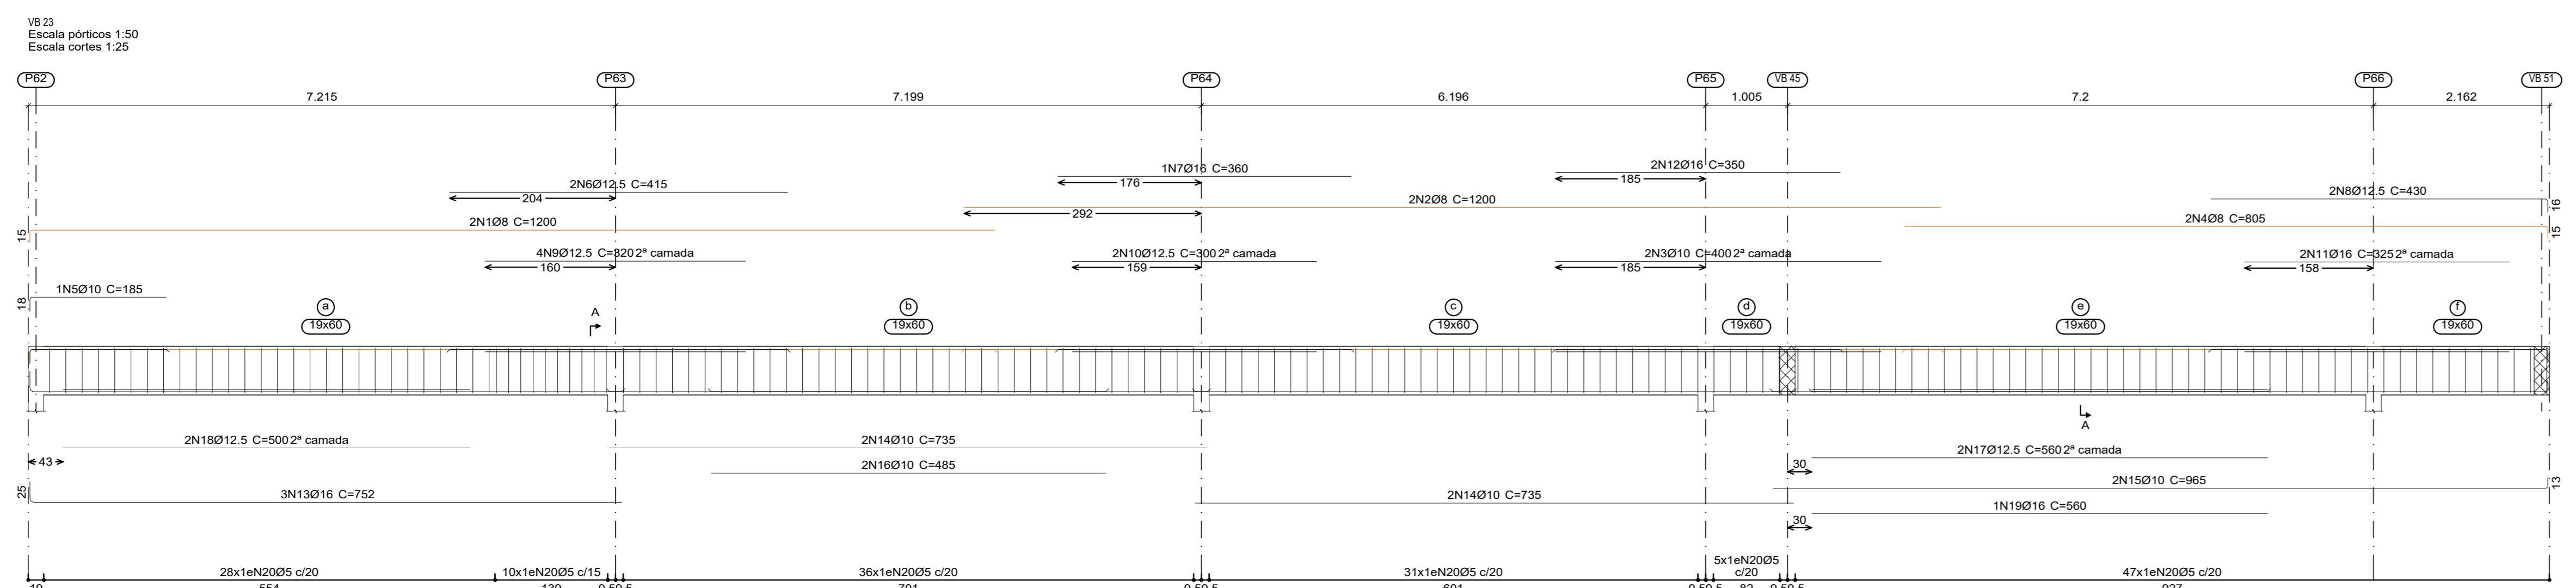 VB 23
Escala pórticos 1:50
Escala cortes 1:25
P62 P63 P64 P65 VB 45 P66 VB 51
7.215 7.199 6.196 1.005 7.2 2.162
1N7Ø16 C=360
176
2N12Ø16 C=350
185
2N6Ø12.5 C=415
204
2N8Ø12.5 C=430
16
2N2Ø8 C=1200
292
2N1Ø8 C=1200
15
2N4Ø8 C=805
15
4N9Ø12.5 C=320 2ª camada
160
2N10Ø12.5 C=300 2ª camada
159
2N3Ø10 C=400 2ª camada
185
2N11Ø16 C=325 2ª camada
158
1N5Ø10 C=185
18
a b c d e f
19x60 19x60 19x60 19x60 19x60 19x60
A
A
2N18Ø12.5 C=500 2ª camada
43
2N14Ø10 C=735
2N17Ø12.5 C=560 2ª camada
30
2N16Ø10 C=485
3N13Ø16 C=752
25
2N14Ø10 C=735
2N15Ø10 C=965
13
1N19Ø16 C=560
30
28x1eN20Ø5 c/20 10x1eN20Ø5 c/15 36x1eN20Ø5 c/20 31x1eN20Ø5 c/20 5x1eN20Ø5 c/20 47x1eN20Ø5 c/20